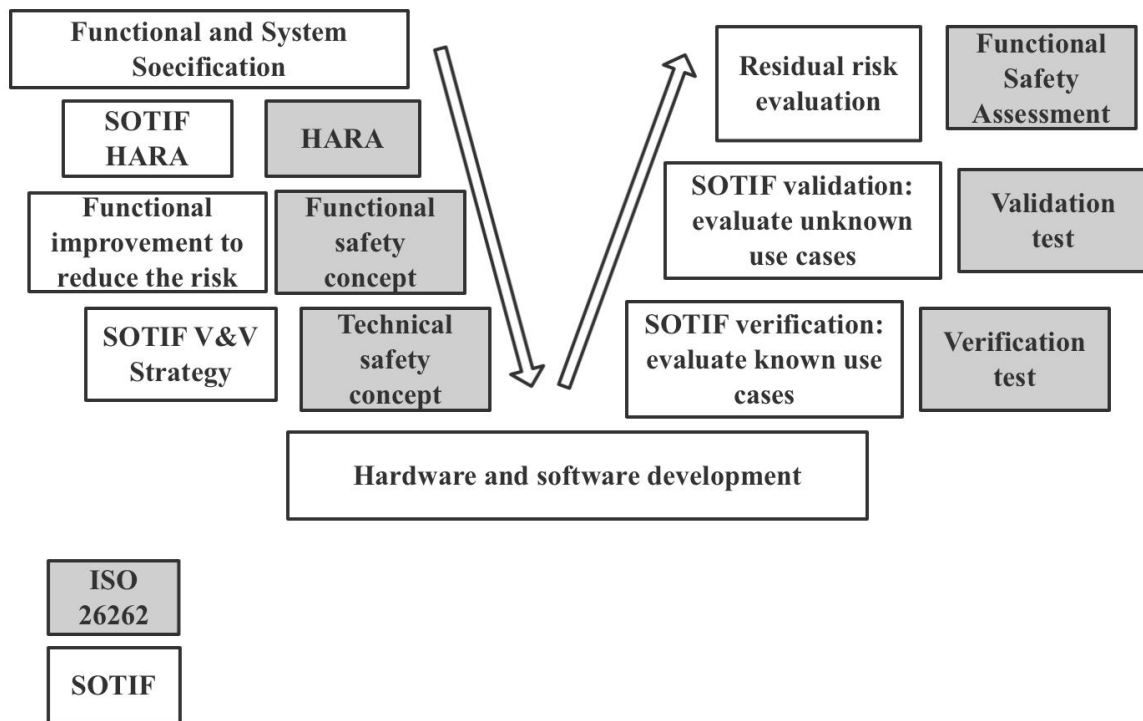 Functional and System
Soecification
SOTIF
HARA
HARA
Functional
improvement to
reduce the risk
Functional
safety
concept
SOTIF V&V
Strategy
Technical
safety
concept
Residual risk
evaluation
Functional
Safety
Assessment
SOTIF validation:
evaluate unknown
use cases
Validation
test
SOTIF verification:
evaluate known use
cases
Verification
test
Hardware and software development
ISO
26262
SOTIF